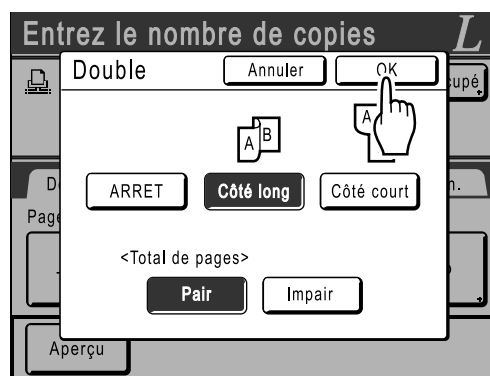 Entrez le nombre de copies
L
Double
Annuler
OK
upé
A B
A
ARRET
Côté long
Côté court
<Total de pages>
Pair
Impair
D
n.
Page
Aperçu